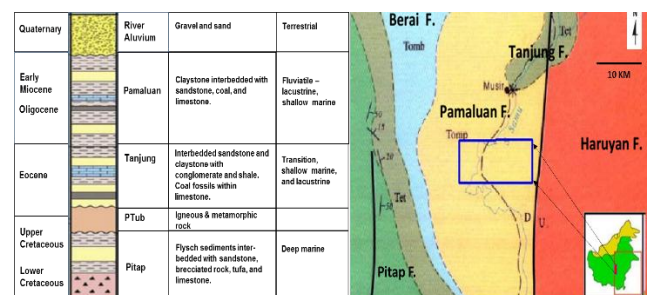 Quaternary
River
Aluvium
Gravel and sand
Terrestrial
Early
Miocene
Oligocene
Pamaluan
Claystone interbedded with
sandstone, coal, and
limestone.
Fluviatile –
lacustrine,
shallow marine
Eocene
Tanjung
Interbedded sandstone and
claystone with
conglomerate and shale.
Coal fossils within
limestone.
Transition,
shallow marine,
and lacustrine
PTub
Igneous & metamorphic
rock
Upper
Cretaceous
Lower
Cretaceous
Pitap
Flysch sediments inter-
bedded with sandstone,
brecciated rock, tufa, and
limestone.
Deep marine
Berai F.
Tomb
Tet
Tanjung F.
10 KM
Musir
Pamaluan F.
Tomp
Haruyan F.
20
Tet
D
U
Pitap F.